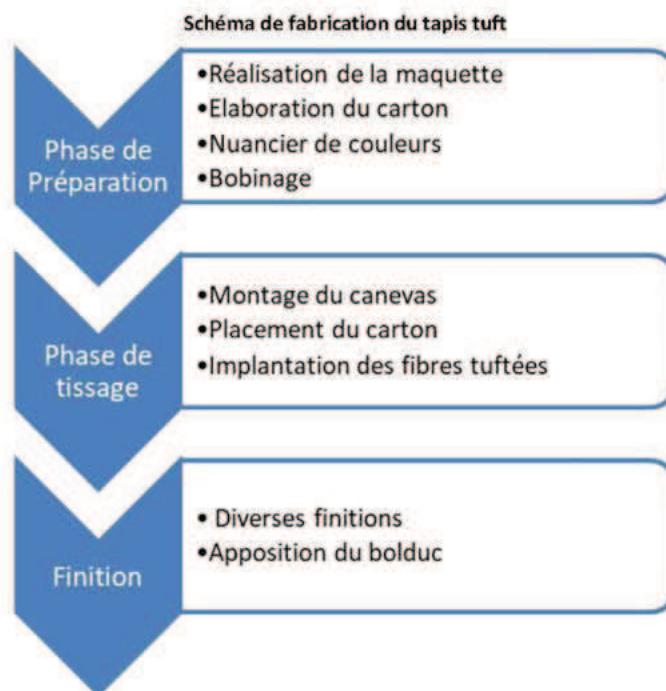 Schéma de fabrication du tapis tuft
Phase de
Préparation
•Réalisation de la maquette
•Elaboration du carton
•Nuancier de couleurs
•Bobinage
Phase de
tissage
•Montage du canevas
•Placement du carton
•Implantation des fibres tuftées
Finition
• Diverses finitions
•Apposition du bolduc